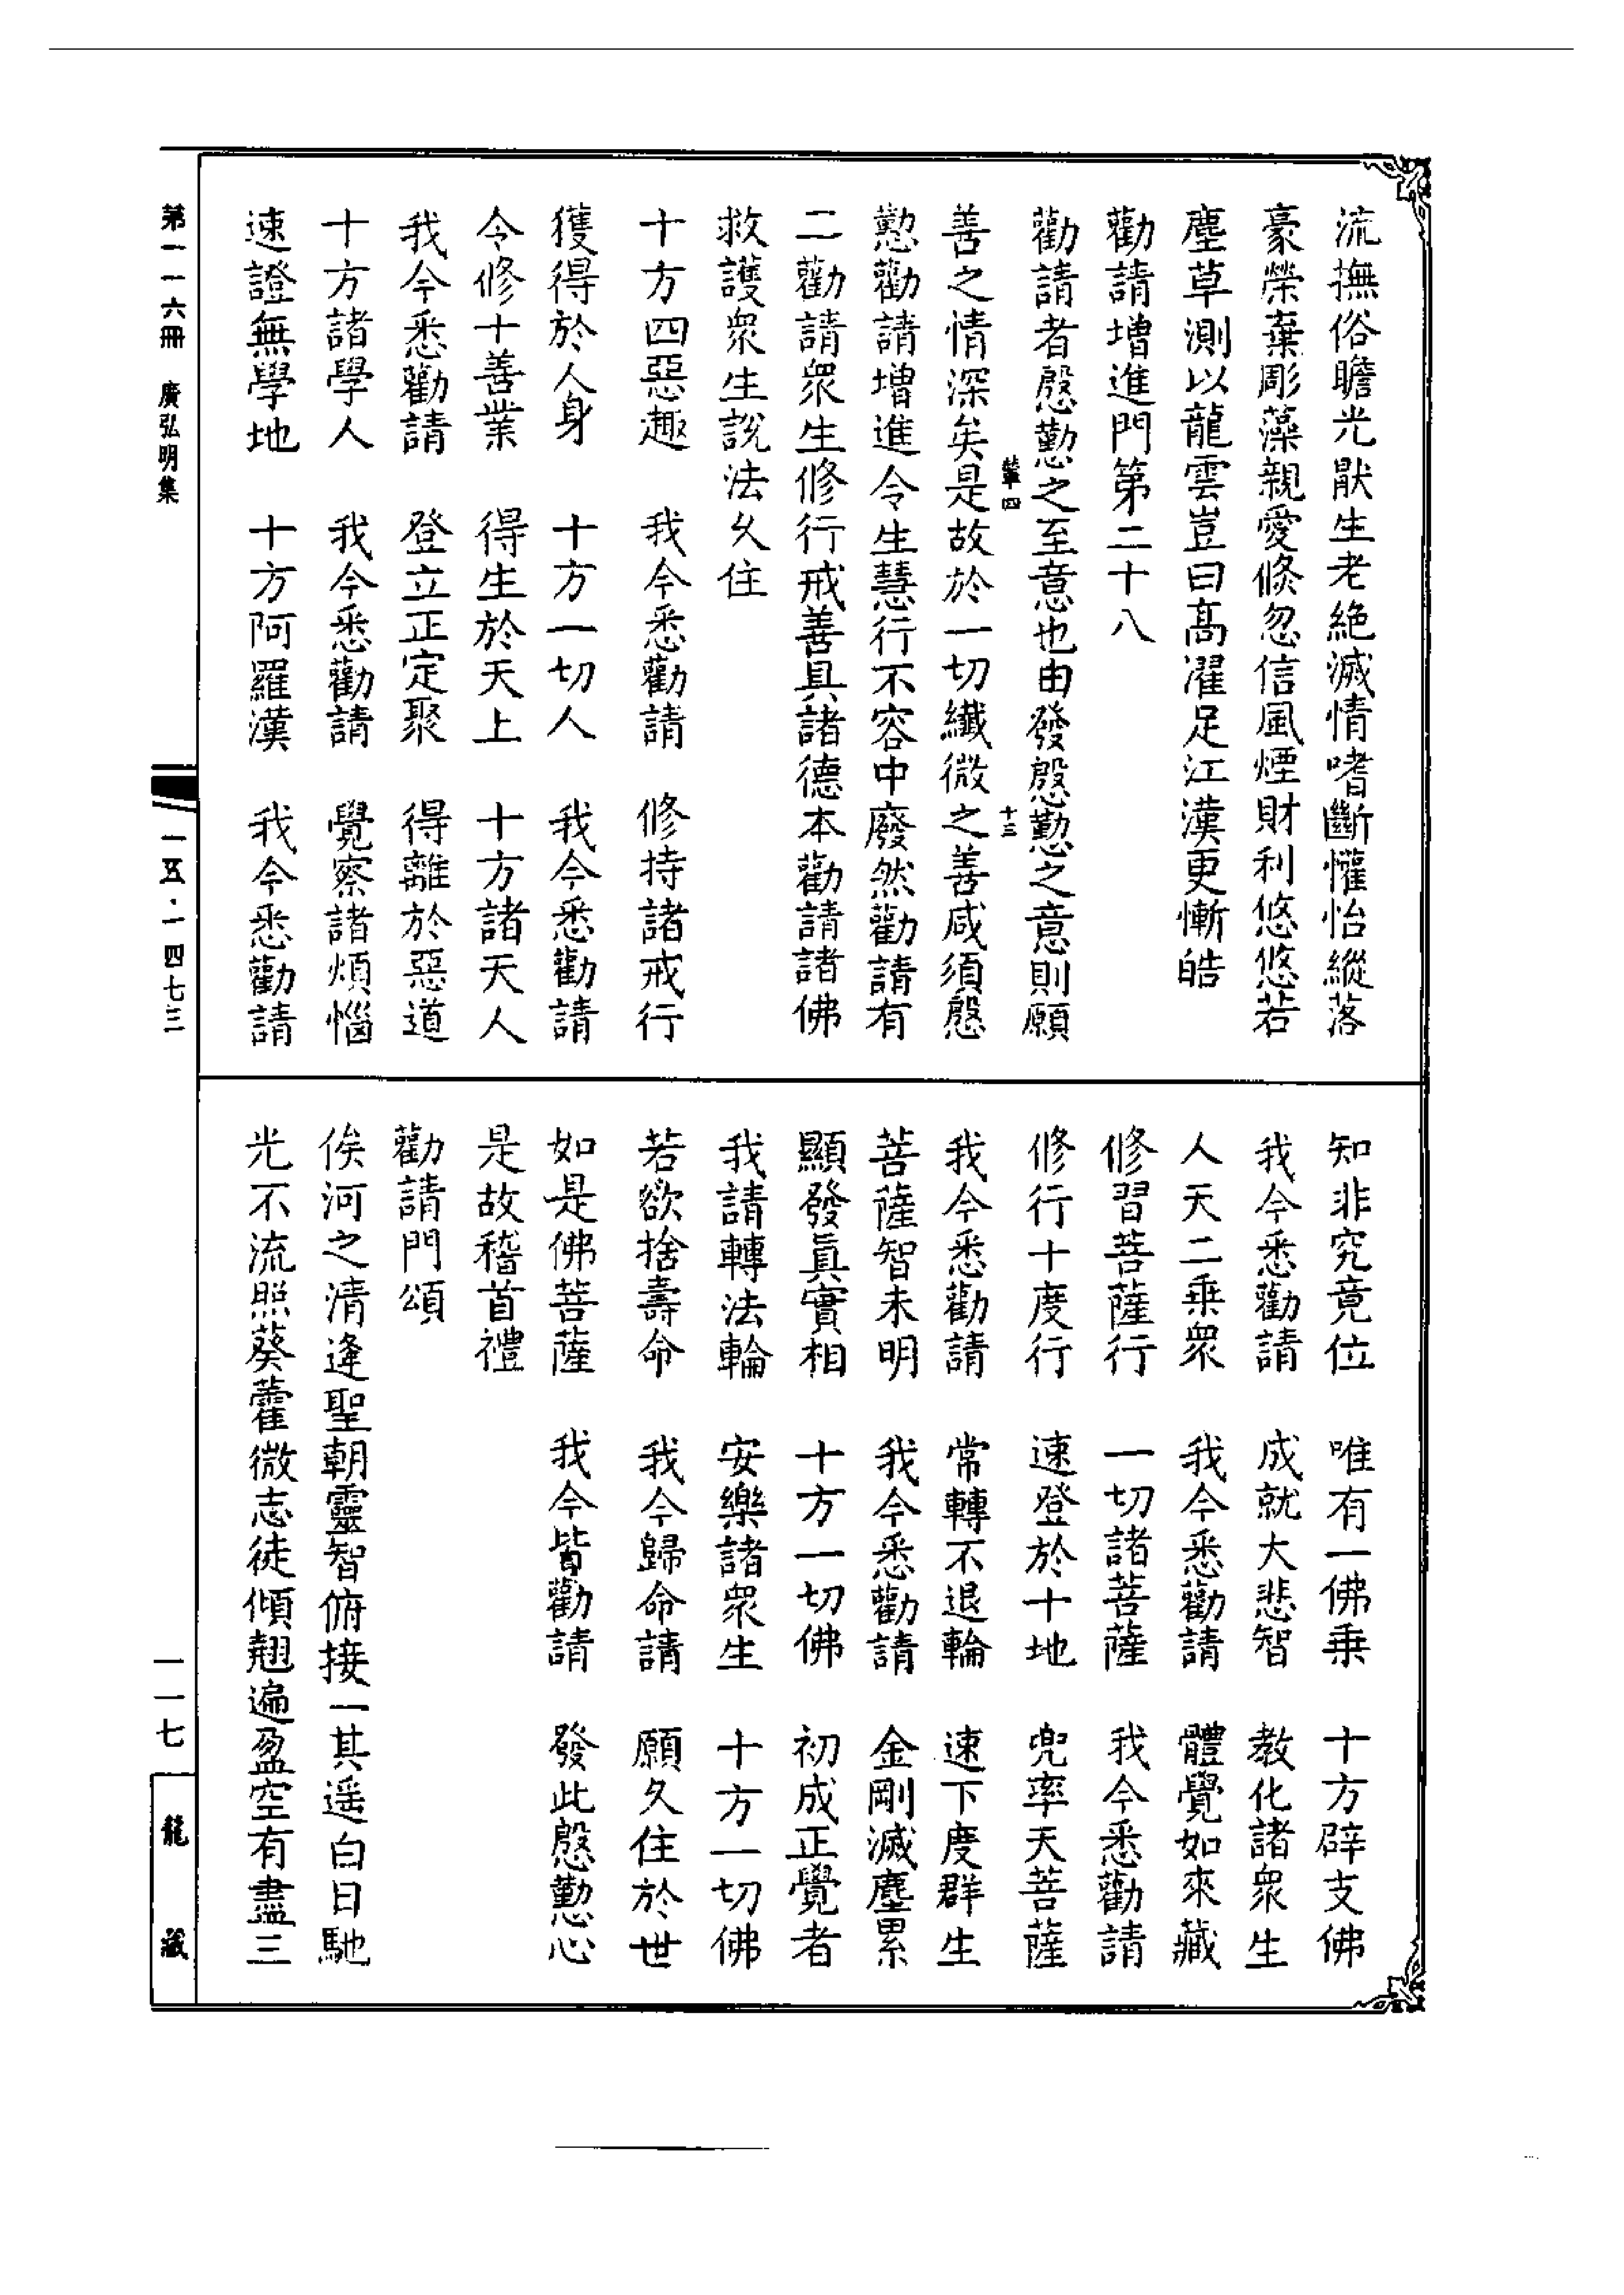 流撫俗瞻光猒生老絶滅情嗜斷懽怡縱落
豪榮棄彫藻親愛倏忽信風煙財利悠悠若
塵草測以龍雲豈曰髙濯足江漢更慚皓
勸請增進門第二十八
勸請者慇懃之至意也由發慇懃之意則願
善之情深矣是故於一切纎微之善咸須慇
懃勸請增進令生慧行不容中廢然勸請有
二勸請衆生修行戒善具諸德本勸請諸佛
救護衆生說法久住
十方四惡趣　我今悉勸請　修持諸戒行
獲得於人身　十方一切人　我今悉勸請
今修十善業　得生於天上　十方諸天人
我今悉勸請　登立正定聚　得離於惡道
十方諸學人　我今悉勸請　覺察諸煩惱
速證無學地　十方阿羅漢　我今悉勸請
知非究竟位　唯有一佛乗　十方辟支佛
我今悉勸請　成就大悲智　教化諸衆生
人天二乗衆　我今悉勸請　體覺如來藏
修習菩薩行　一切諸菩薩　我今悉勸請
修行十度行　速登於十地　兜率天菩薩
我今悉勸請　常轉不退輪　速下度群生
菩薩智未明　我今悉勸請　金剛滅塵累
顯發眞實相　十方一切佛　初成正覺者
我請轉法輪　安樂諸衆生　十方一切佛
若欲捨壽命　我今歸命請　願久住於世
如是佛菩薩　我今皆勸請　發此慇懃心
是故稽首禮
勸請門頌
俟河之清逢聖朝靈智俯接一其遥白日馳
光不流照葵藿微志徒傾翹遍盈空有盡三
第一一六冊　廣弘明集
一五·一四七三
一一七
龍藏
輦四
十三